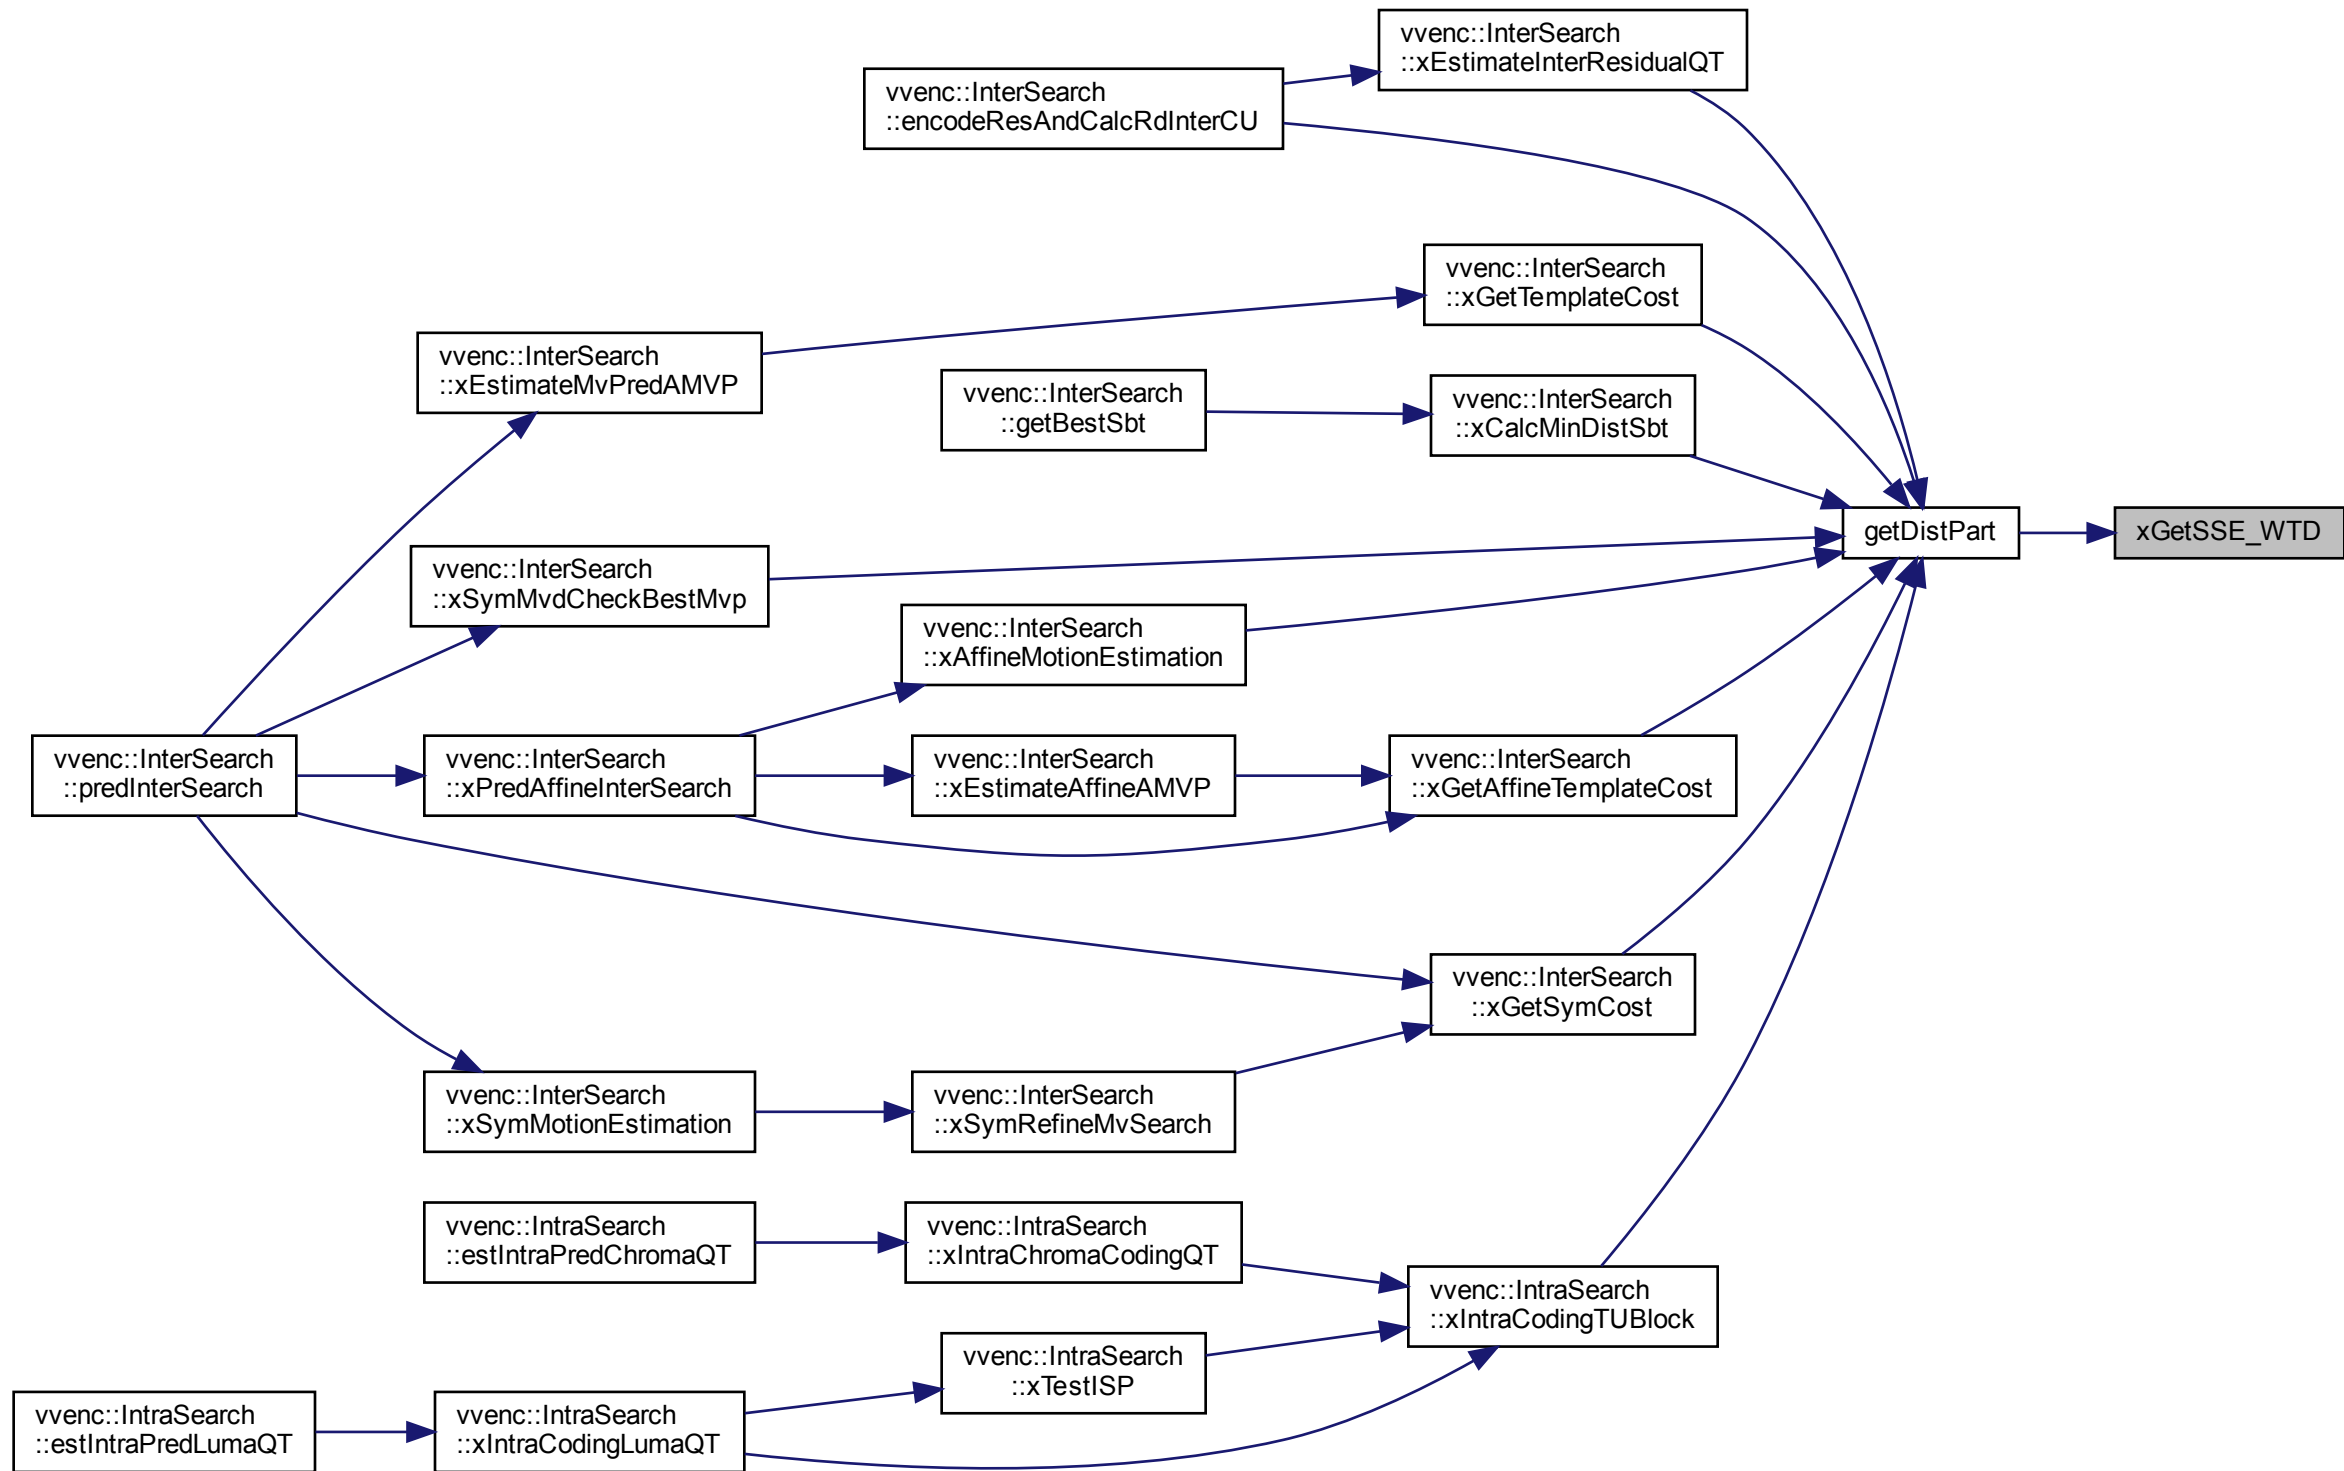 vvenc::InterSearch
::xEstimateInterResidualQT
vvenc::InterSearch
::encodeResAndCalcRdInterCU
vvenc::InterSearch
::xGetTemplateCost
vvenc::InterSearch
::xEstimateMvPredAMVP
vvenc::InterSearch
::getBestSbt
vvenc::InterSearch
::xCalcMinDistSbt
getDistPart
xGetSSE_WTD
vvenc::InterSearch
::xSymMvdCheckBestMvp
vvenc::InterSearch
::xAffineMotionEstimation
vvenc::InterSearch
::predInterSearch
vvenc::InterSearch
::xPredAffineInterSearch
vvenc::InterSearch
::xEstimateAffineAMVP
vvenc::InterSearch
::xGetAffineTemplateCost
vvenc::InterSearch
::xGetSymCost
vvenc::InterSearch
::xSymMotionEstimation
vvenc::InterSearch
::xSymRefineMvSearch
vvenc::IntraSearch
::estIntraPredChromaQT
vvenc::IntraSearch
::xIntraChromaCodingQT
vvenc::IntraSearch
::xIntraCodingTUBlock
vvenc::IntraSearch
::xTestISP
vvenc::IntraSearch
::estIntraPredLumaQT
vvenc::IntraSearch
::xIntraCodingLumaQT